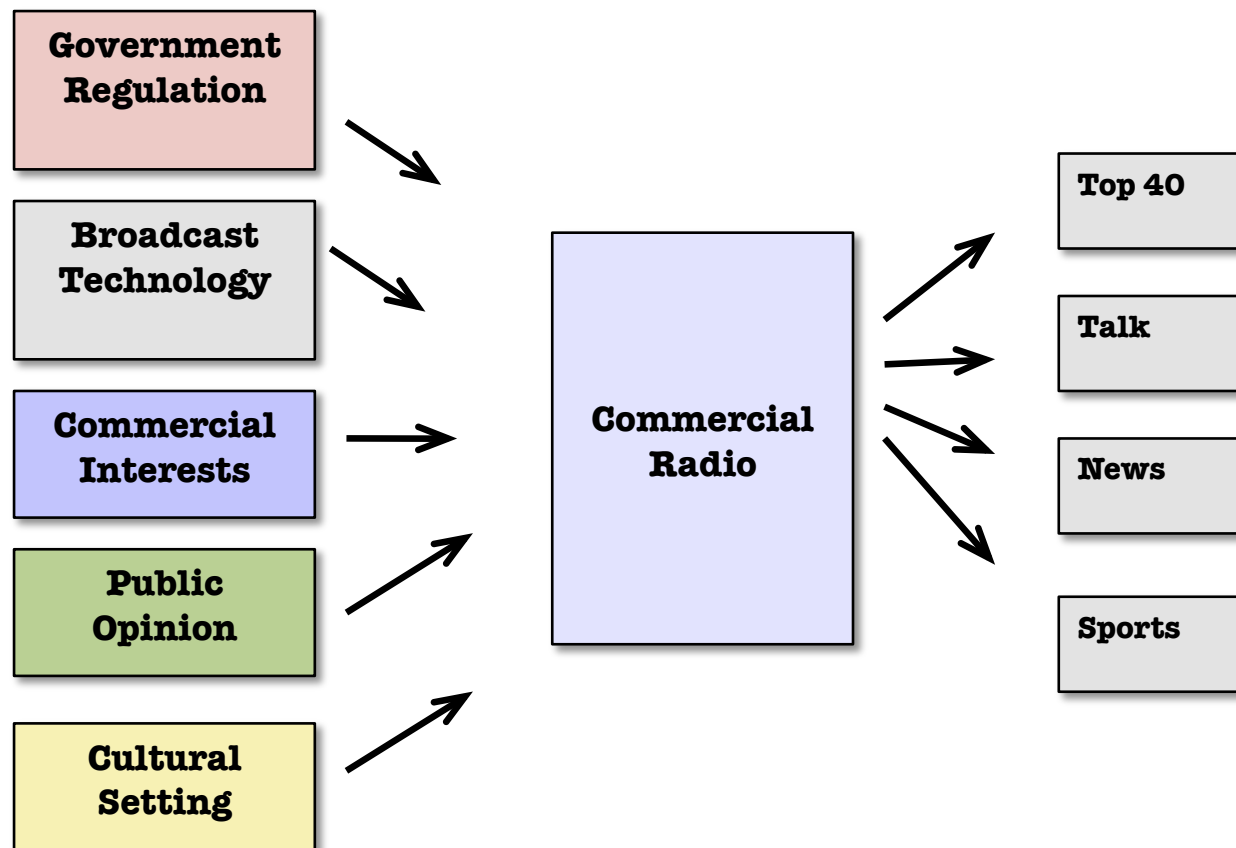 Government
Regulation
Broadcast
Technology
Commercial
Interests
Public
Opinion
Cultural
Setting
Commercial
Radio
Top 40
Talk
News
Sports